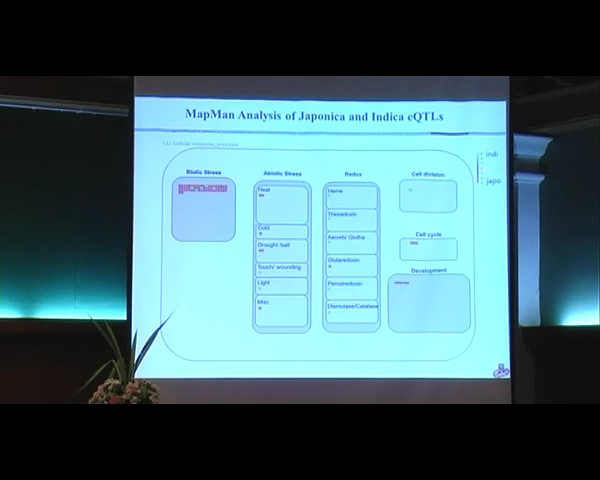 MapMan Analysis of Japonica and Indica eQTLs
indi
japo
Biotic Stress
Abiotic Stress
Heat
Cold
Drought /salt
Touch/ wounding
Light
Misc
Redox
Heme
Thioredoxin
Ascorb/ Glutha
Glutaredoxin
Peroxiredoxin
Dismutase/Catalase
Cell division
Cell cycle
Development